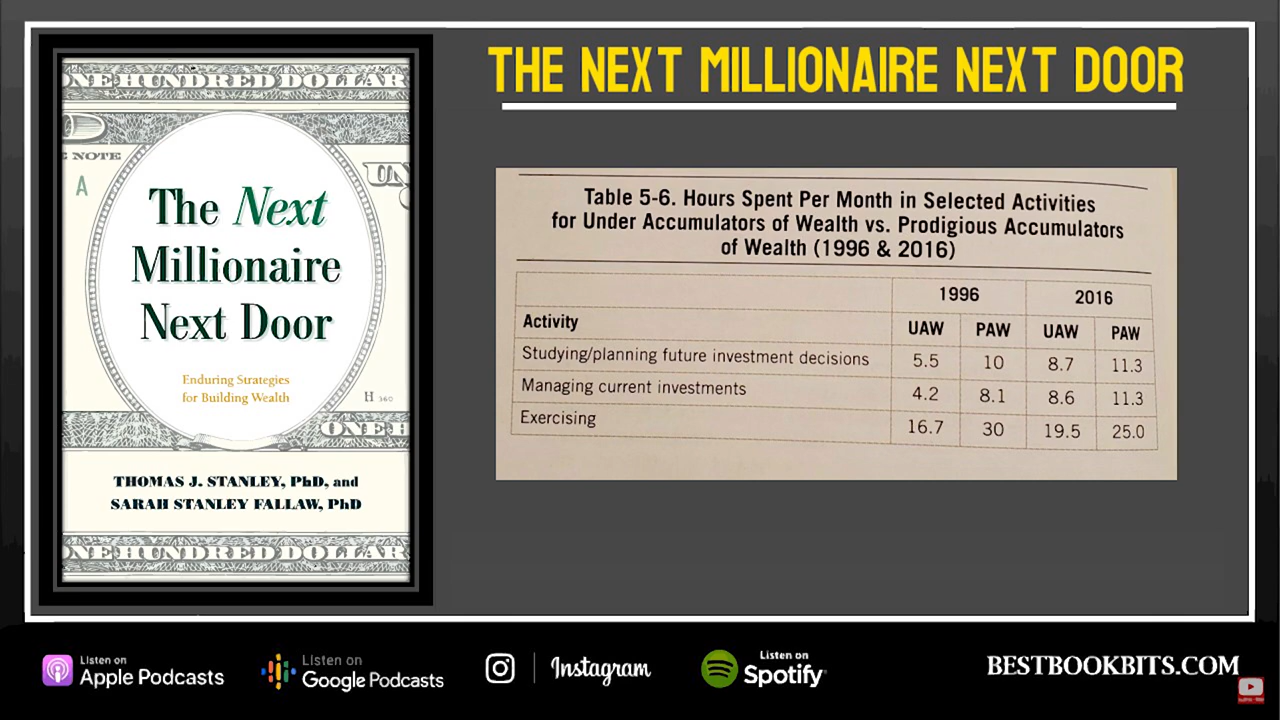 THE NEXT MILLIONAIRE NEXT DOOR
ONE HUNDRED DOLLAR
E NOTE
UN
A
The Next
Millionaire
Next Door
Enduring Strategies
for Building Wealth
H 360
ONE H
THOMAS J. STANLEY, PhD, and
SARAH STANLEY FALLAW, PhD
ONE HUNDRED DOLLAR
Table 5-6. Hours Spent Per Month in Selected Activities
for Under Accumulators of Wealth vs. Prodigious Accumulators
of Wealth (1996 & 2016)
1996 2016
Activity UAW PAW UAW PAW
Studying/planning future investment decisions 5.5 10 8.7 11.3
Managing current investments 4.2 8.1 8.6 11.3
Exercising 16.7 30 19.5 25.0
Listen on
Apple Podcasts
Listen on
Google Podcasts
Instagram
Listen on
Spotify
BESTBOOKBITS.COM